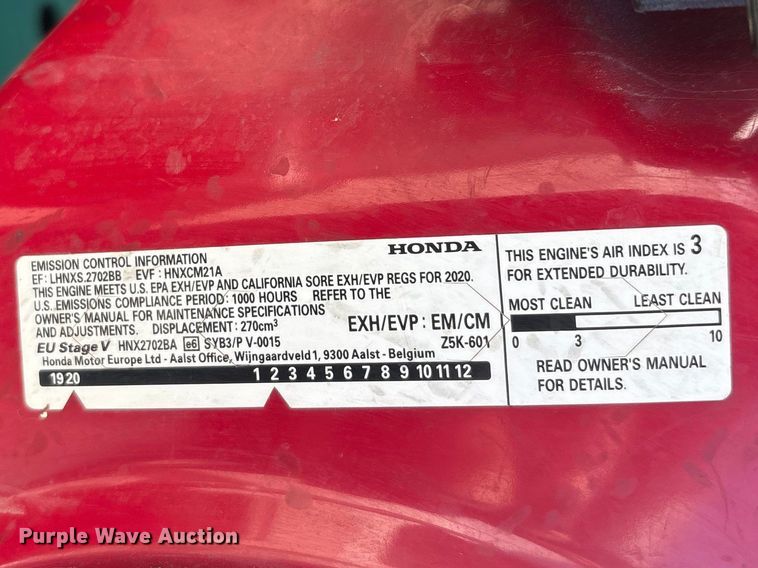 EMISSION CONTROL INFORMATION
HONDA
EF: LHNXS.2702BB EVF: HNXCM21A
THIS ENGINE MEETS U.S. EPA EXH/EVP AND CALIFORNIA SORE EXH/EVP REGS FOR 2020.
U.S. EMISSIONS COMPLIANCE PERIOD: 1000 HOURS REFER TO THE
OWNER'S MANUAL FOR MAINTENANCE SPECIFICATIONS
AND ADJUSTMENTS. DISPLACEMENT: 270cm³
EXH/EVP : EM/CM
EU Stage V HNX2702BA e6 SYB3/P V-0015
Z5K-601
Honda Motor Europe Ltd - Aalst Office, Wijngaardveld 1, 9300 Aalst - Belgium
19 20 1 2 3 4 5 6 7 8 9 10 11 12
THIS ENGINE'S AIR INDEX IS 3
FOR EXTENDED DURABILITY.
MOST CLEAN LEAST CLEAN
0 3 10
READ OWNER'S MANUAL
FOR DETAILS.
Purple Wave Auction